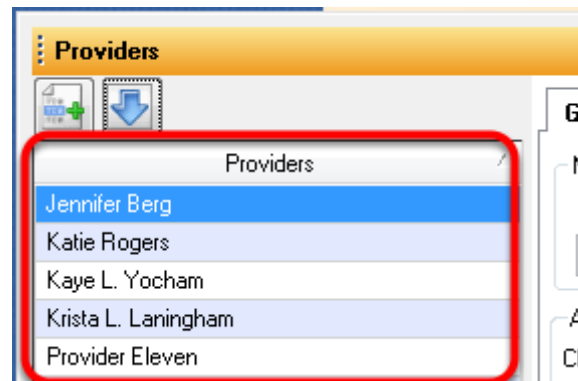 Providers
Providers
Jennifer Berg
Katie Rogers
Kaye L. Yocham
Krista L. Laningham
Provider Eleven